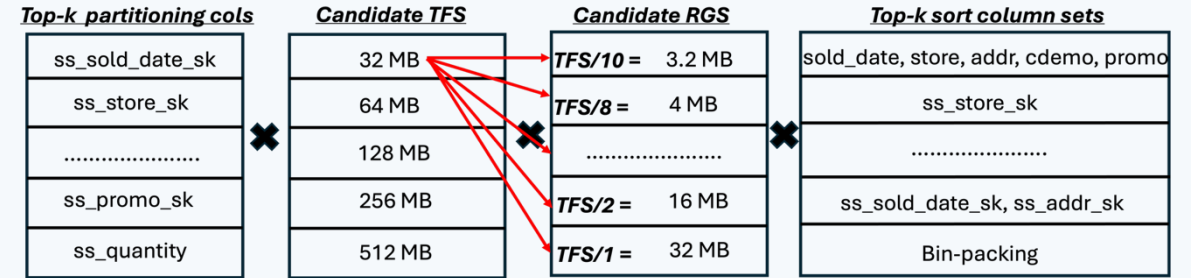 Top-k partitioning cols
ss_sold_date_sk
ss_store_sk
........................
ss_promo_sk
ss_quantity
Candidate TFS
32 MB
64 MB
128 MB
256 MB
512 MB
Candidate RGS
TFS/10 = 3.2 MB
TFS/8 = 4 MB
........................
TFS/2 = 16 MB
TFS/1 = 32 MB
Top-k sort column sets
sold_date, store, addr, cdemo, promo
ss_store_sk
........................
ss_sold_date_sk, ss_addr_sk
Bin-packing